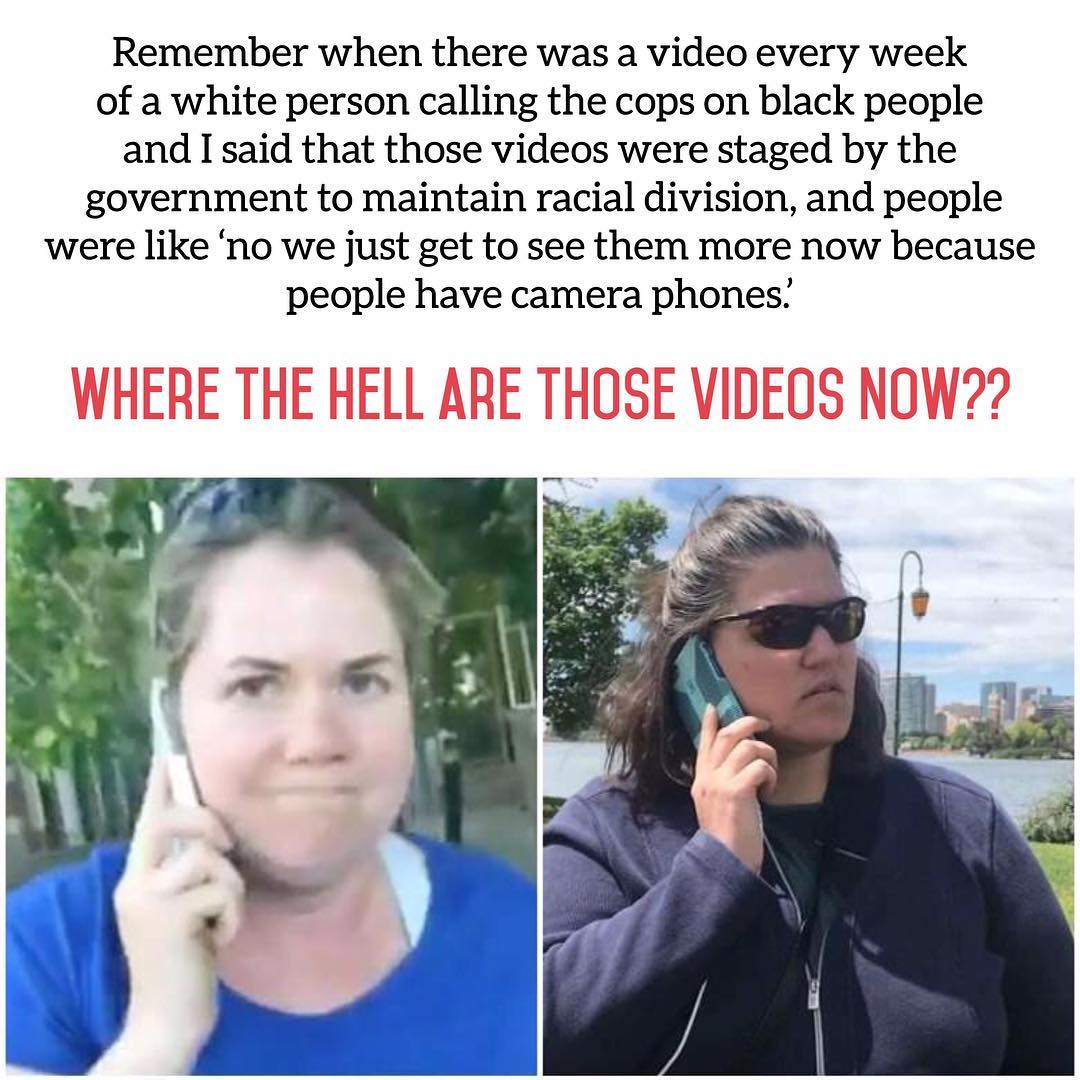 Remember when there was a video every week
of a white person calling the cops on black people
and I said that those videos were staged by the
government to maintain racial division, and people
were like ‘no we just get to see them more now because
people have camera phones.’
WHERE THE HELL ARE THOSE VIDEOS NOW??